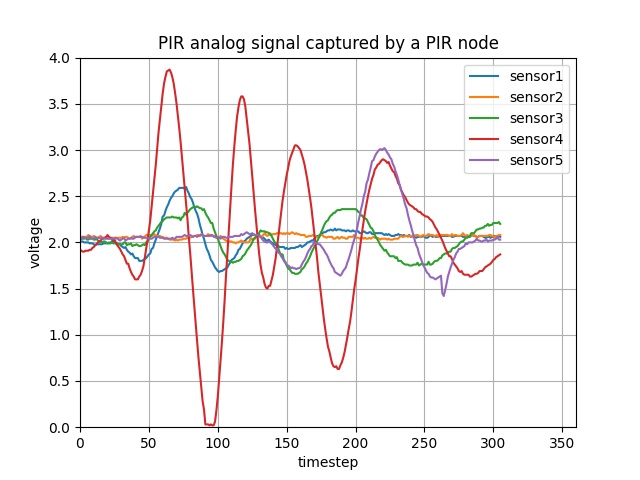 PIR analog signal captured by a PIR node
4.0
3.5
3.0
2.5
2.0
1.5
1.0
0.5
0.0
voltage
sensor1
sensor2
sensor3
sensor4
sensor5
0 50 100 150 200 250 300 350
timestep